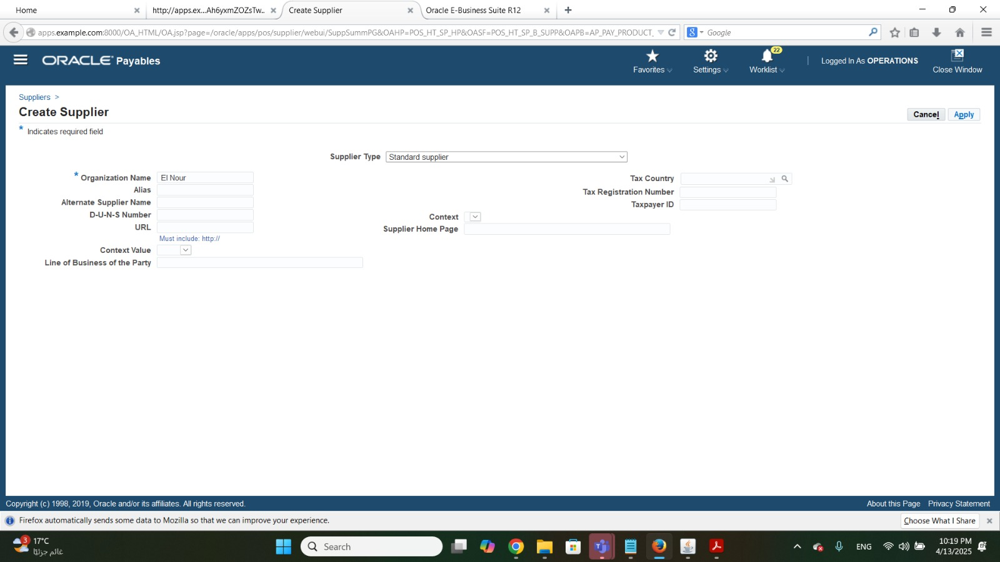 Home
http://apps.ex...Ah6yxmZOZsTw..
Create Supplier
Oracle E-Business Suite R12
apps.example.com:8000/OA_HTML/OA.jsp?page=/oracle/apps/pos/supplier/webui/SuppSummPG&OAHP=POS_HT_SP_HP&OASF=POS_HT_SP_B_SUPP&OAPB=AP_PAY_PRODUCT_
Google
ORACLE Payables
Favorites
Settings
22
Worklist
Logged In As OPERATIONS
Close Window
Suppliers >
Create Supplier
Cancel
Apply
* Indicates required field
Supplier Type Standard supplier
* Organization Name El Nour
Alias
Alternate Supplier Name
D-U-N-S Number
URL
Must include: http://
Context Value
Line of Business of the Party
Context
Supplier Home Page
Tax Country
Tax Registration Number
Taxpayer ID
Copyright (c) 1998, 2019, Oracle and/or its affiliates. All rights reserved.
About this Page Privacy Statement
Firefox automatically sends some data to Mozilla so that we can improve your experience.
Choose What I Share
3
17°C
غائم جزئيًا
Search
ENG
10:19 PM
4/13/2025